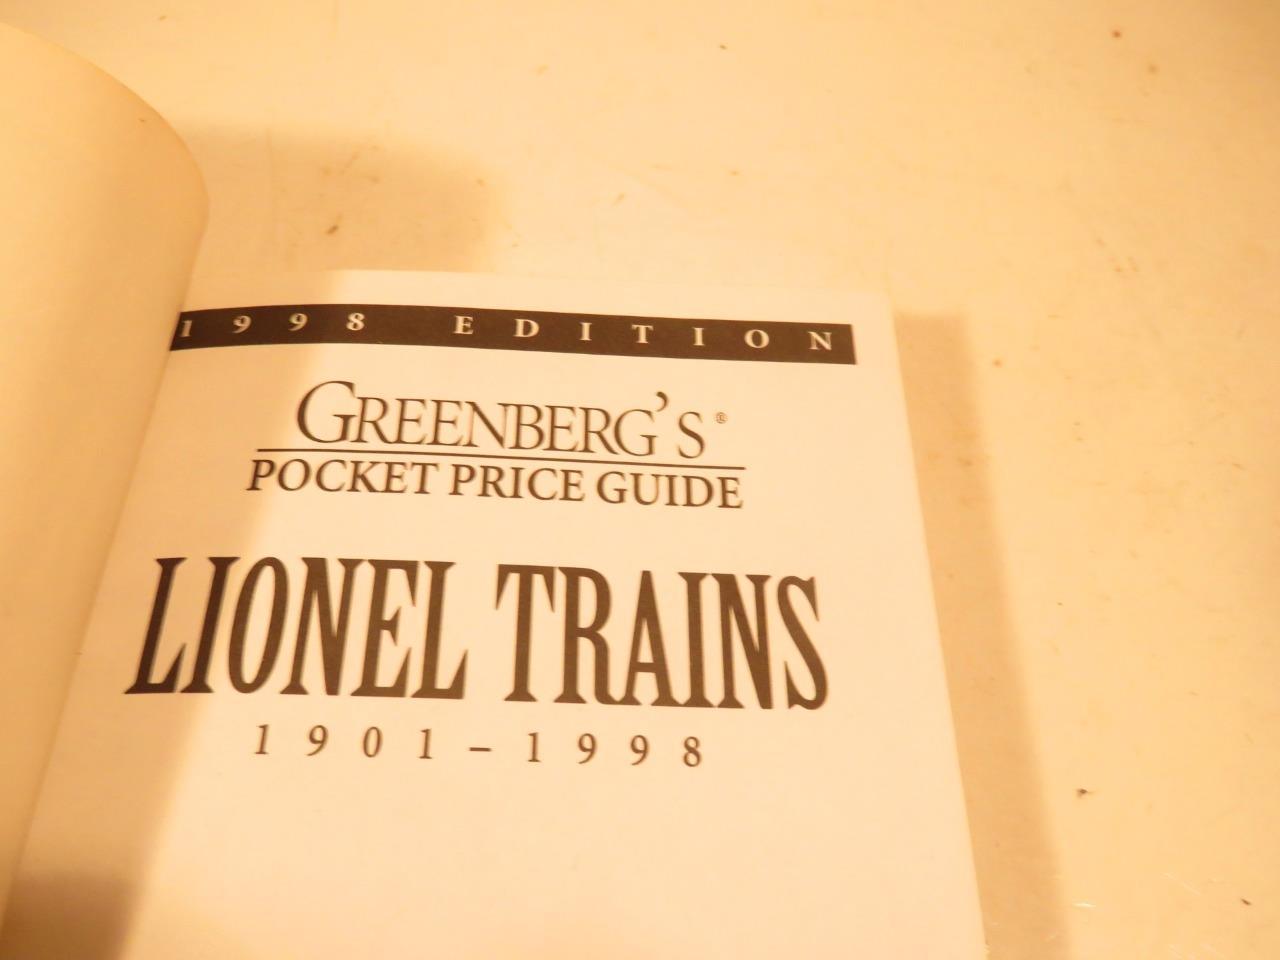 1998 EDITION
GREENBERG'S®
POCKET PRICE GUIDE
LIONEL TRAINS
1901–1998